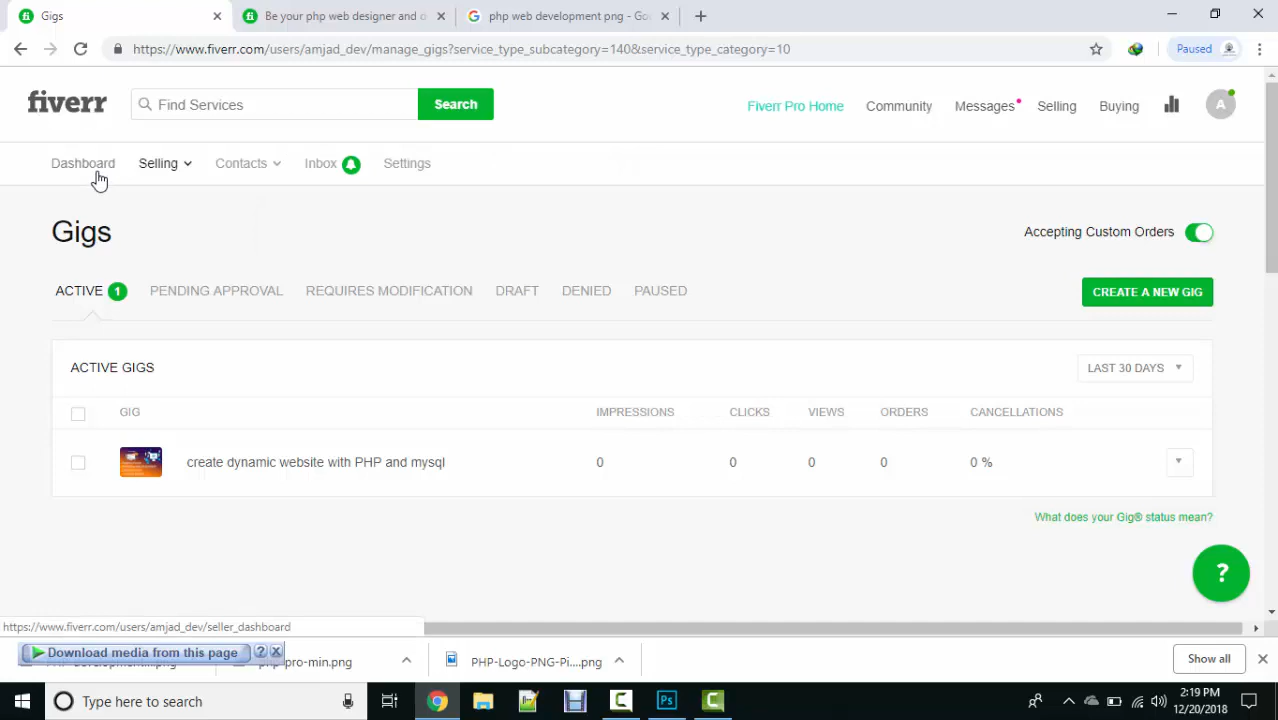 Gigs
Be your php web designer and o
php web development png - Goo
https://www.fiverr.com/users/amjad_dev/manage_gigs?service_type_subcategory=140&service_type_category=10
Paused
fiverr
Find Services
Search
Fiverr Pro Home
Community
Messages
Selling
Buying
A
Dashboard
Selling
Contacts
Inbox
Settings
Gigs
Accepting Custom Orders
ACTIVE 1
PENDING APPROVAL
REQUIRES MODIFICATION
DRAFT
DENIED
PAUSED
CREATE A NEW GIG
ACTIVE GIGS
LAST 30 DAYS
GIG
IMPRESSIONS
CLICKS
VIEWS
ORDERS
CANCELLATIONS
create dynamic website with PHP and mysql
0
0
0
0
0 %
What does your Gig® status mean?
?
https://www.fiverr.com/users/amjad_dev/seller_dashboard
Download media from this page
?
php-pro-min.png
PHP-Logo-PNG-Pi....png
Show all
Type here to search
Ps
2:19 PM
12/20/2018